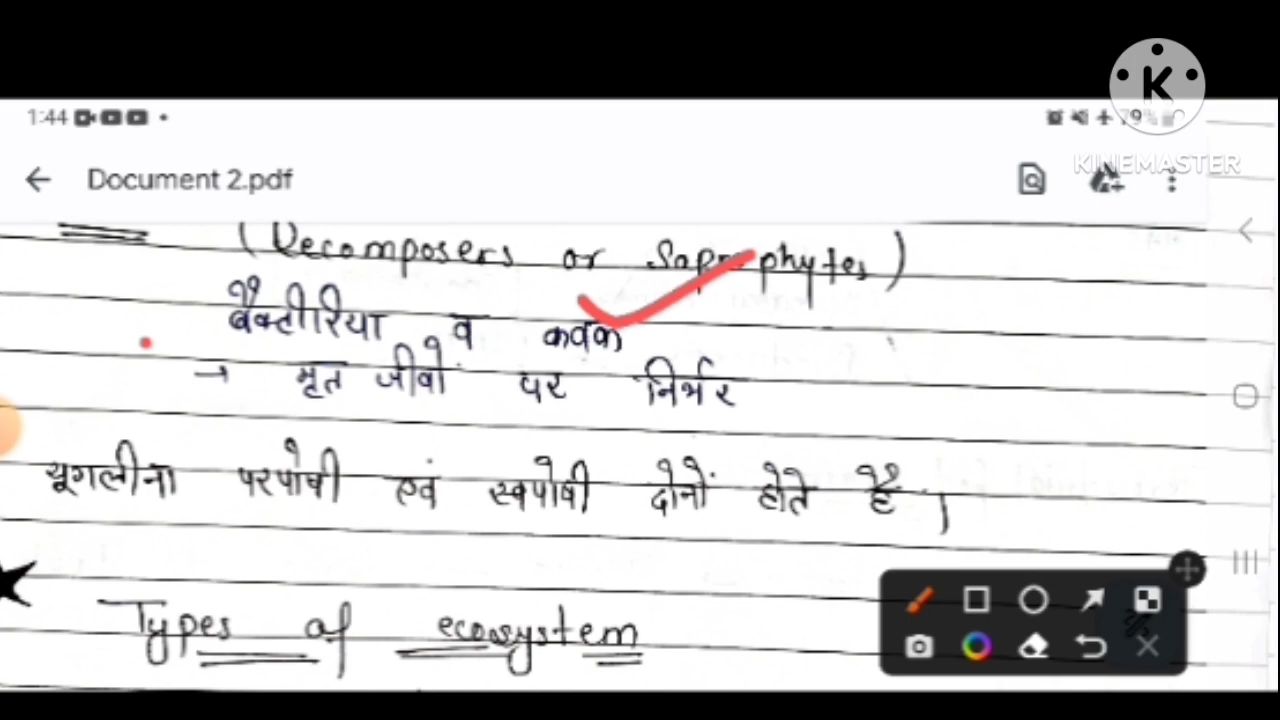 1:44
79%
K
KINEMASTER
Document 2.pdf
(Decomposers or Saprophytes)
बैक्टीरिया व कवक
→ मृत जीवों पर निर्भर
यूगलीना परपोषी एवं स्वपोषी दोनों होते है।
Types of ecosystem